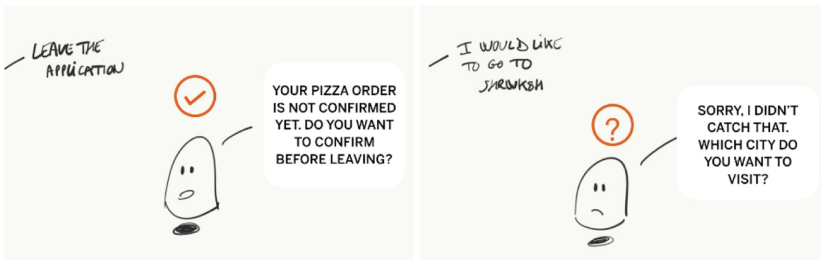 LEAVE THE
APPLICATION
YOUR PIZZA ORDER
IS NOT CONFIRMED
YET. DO YOU WANT
TO CONFIRM
BEFORE LEAVING?
I WOULD LIKE
TO GO TO
SHRWKSH
?
SORRY, I DIDN'T
CATCH THAT.
WHICH CITY DO
YOU WANT TO
VISIT?